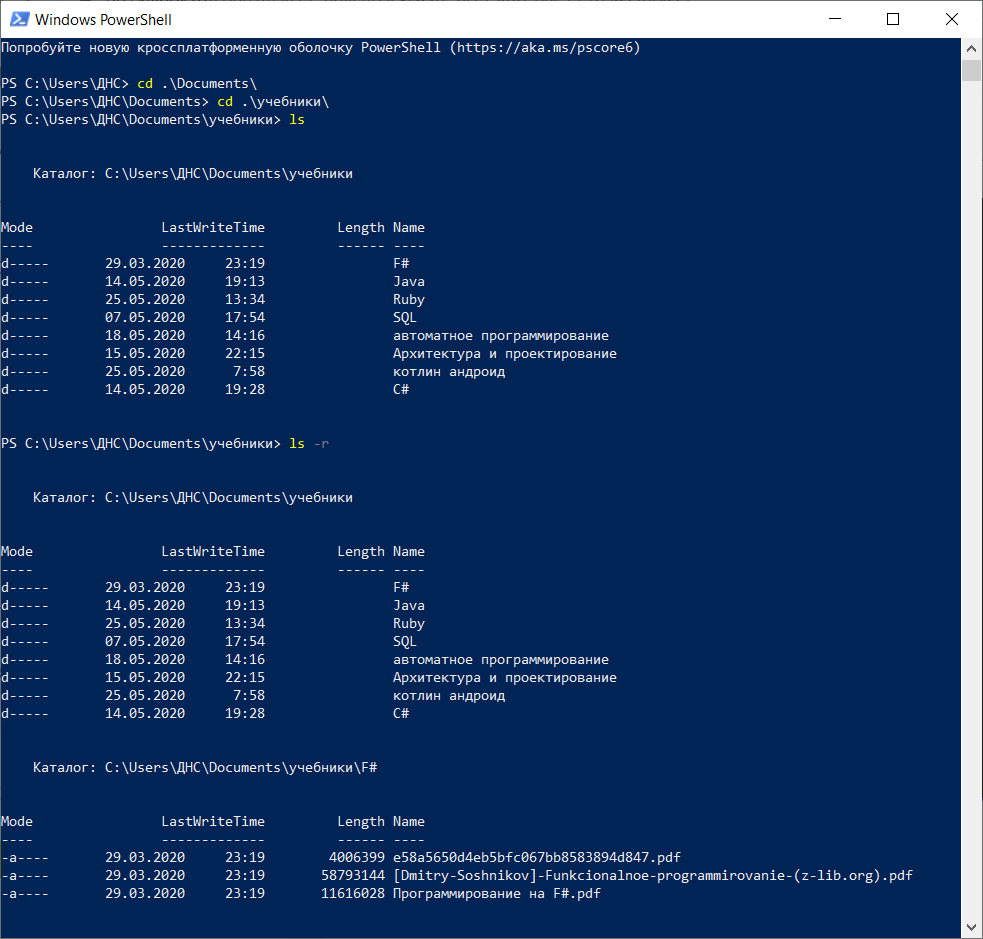 Windows PowerShell
Попробуйте новую кроссплатформенную оболочку PowerShell (https://aka.ms/pscore6)
PS C:\Users\ДНС> cd .\Documents\
PS C:\Users\ДНС\Documents> cd .\учебники\
PS C:\Users\ДНС\Documents\учебники> ls
Каталог: C:\Users\ДНС\Documents\учебники
Mode LastWriteTime Length Name
---- ------------- ------ ----
d----- 29.03.2020 23:19 F#
d----- 14.05.2020 19:13 Java
d----- 25.05.2020 13:34 Ruby
d----- 07.05.2020 17:54 SQL
d----- 18.05.2020 14:16 автоматное программирование
d----- 15.05.2020 22:15 Архитектура и проектирование
d----- 25.05.2020 7:58 котлин андроид
d----- 14.05.2020 19:28 С#
PS C:\Users\ДНС\Documents\учебники> ls -r
Каталог: C:\Users\ДНС\Documents\учебники
Mode LastWriteTime Length Name
---- ------------- ------ ----
d----- 29.03.2020 23:19 F#
d----- 14.05.2020 19:13 Java
d----- 25.05.2020 13:34 Ruby
d----- 07.05.2020 17:54 SQL
d----- 18.05.2020 14:16 автоматное программирование
d----- 15.05.2020 22:15 Архитектура и проектирование
d----- 25.05.2020 7:58 котлин андроид
d----- 14.05.2020 19:28 С#
Каталог: C:\Users\ДНС\Documents\учебники\F#
Mode LastWriteTime Length Name
---- ------------- ------ ----
-a---- 29.03.2020 23:19 4006399 e58a5650d4eb5bfc067bb8583894d847.pdf
-a---- 29.03.2020 23:19 58793144 [Dmitry-Soshnikov]-Funkcionalnoe-programmirovanie-(z-lib.org).pdf
-a---- 29.03.2020 23:19 11616028 Программирование на F#.pdf